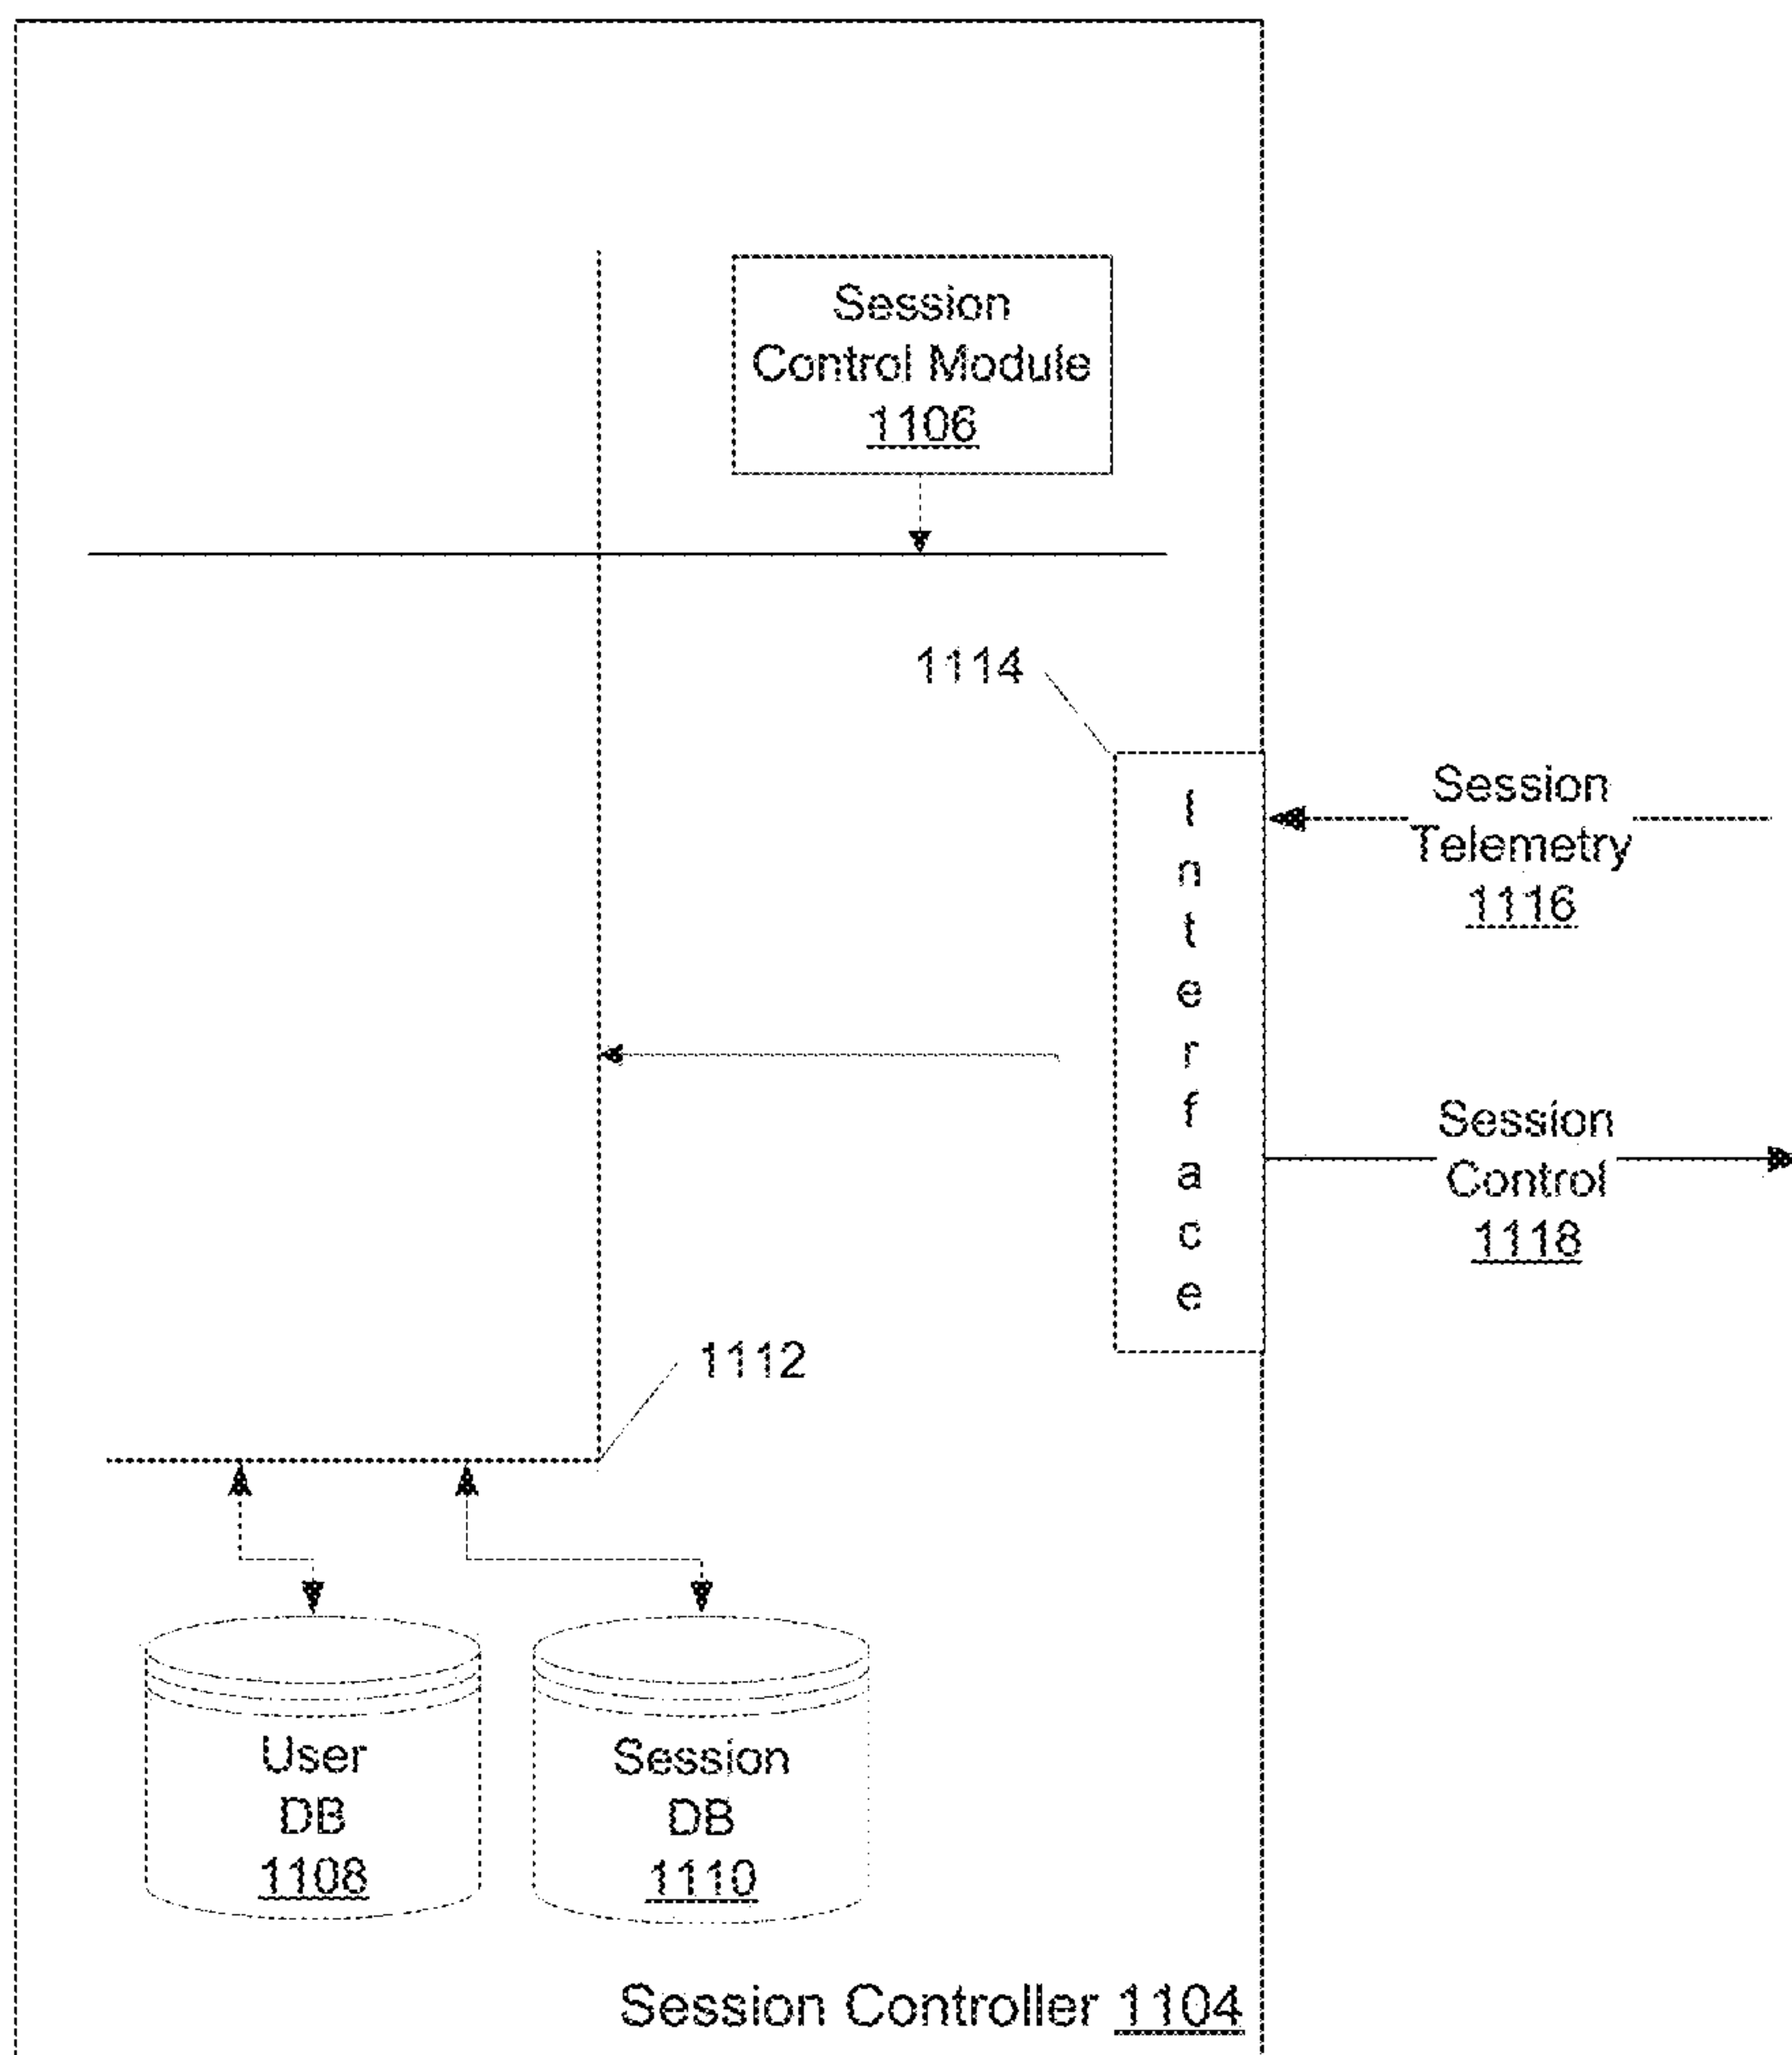 Session
Control Module
1106
1114
Interface
Session
Telemetry
1116
Session
Control
1118
1112
User
DB
1108
Session
DB
1110
Session Controller 1104